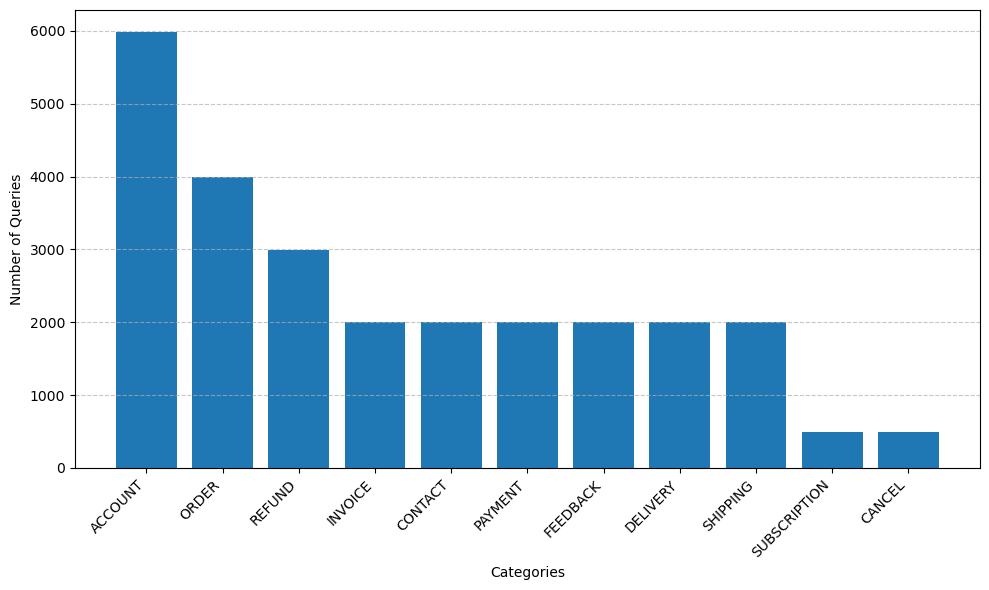 6000
5000
4000
3000
2000
1000
0
Number of Queries
ACCOUNT
ORDER
REFUND
INVOICE
CONTACT
PAYMENT
FEEDBACK
DELIVERY
SHIPPING
SUBSCRIPTION
CANCEL
Categories